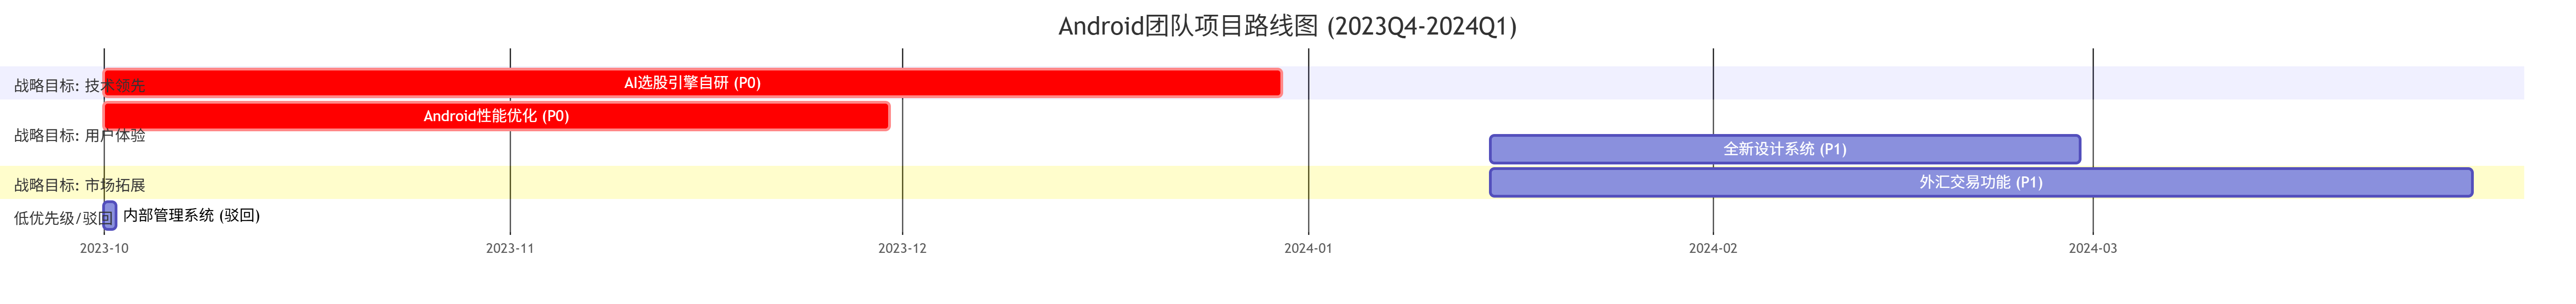 Android团队项目路线图 (2023Q4-2024Q1)
战略目标: 技术领先
AI选股引擎自研 (P0)
战略目标: 用户体验
Android性能优化 (P0)
全新设计系统 (P1)
战略目标: 市场拓展
外汇交易功能 (P1)
低优先级/驳回
内部管理系统 (驳回)
2023-10
2023-11
2023-12
2024-01
2024-02
2024-03